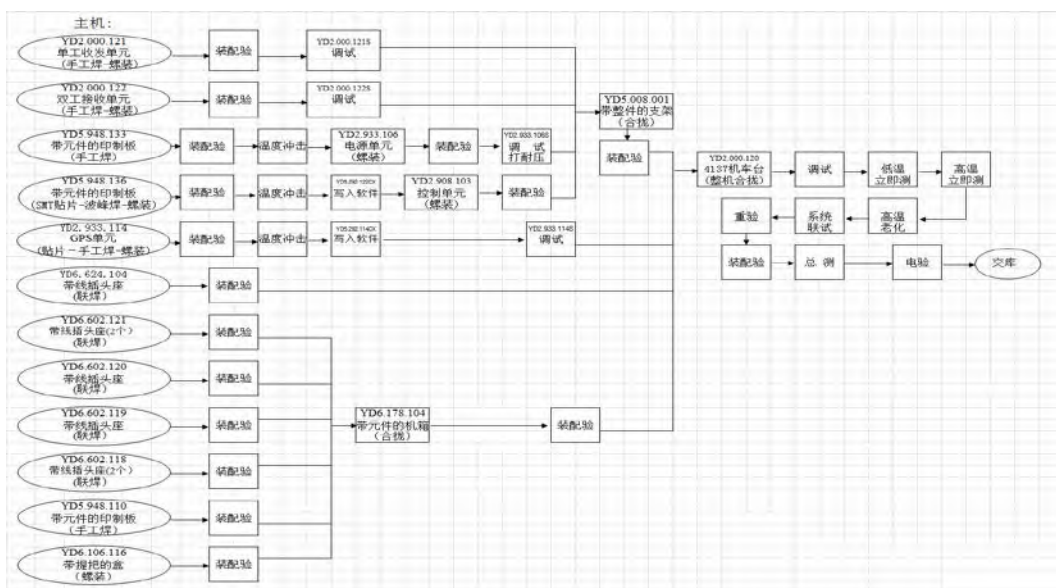 主机:
YD2.000.121
单工收发单元
(手工焊-螺装)
装配验
YD2.000.121S
调试
YD2.000.122
双工接收单元
(手工焊-螺装)
装配验
YD2.000.122S
调试
YD5.008.001
带整件的支架
(合拢)
装配验
YD5.948.133
带元件的印制板
(手工焊)
装配验
温度冲击
YD2.933.106
电源单元
(螺装)
装配验
YD2.933.106S
调 试
打耐压
YD5.948.136
带元件的印制板
(SMT贴片-波峰焊-螺装)
装配验
温度冲击
写入软件
YD2.908.103
控制单元
(螺装)
装配验
YD2.933.114
GPS单元
(贴片-手工焊-螺装)
装配验
温度冲击
写入软件
YD2.933.114S
调试
YD2.000.120
4137机车台
(整机合拢)
调试
低温
立即测
高温
立即测
重验
系统
联试
高温
老化
装配验
总 测
电验
交库
YD6.624.104
带线插头座
(联焊)
装配验
YD6.602.121
带线插头座(2个)
(联焊)
装配验
YD6.602.120
带线插头座
(联焊)
装配验
YD6.602.119
带线插头座
(联焊)
装配验
YD6.178.104
带元件的机箱
(合拢)
装配验
YD6.602.118
带线插头座(2个)
(联焊)
装配验
YD5.948.110
带元件的印制板
(手工焊)
装配验
YD6.106.116
带握把的盒
(螺装)
装配验